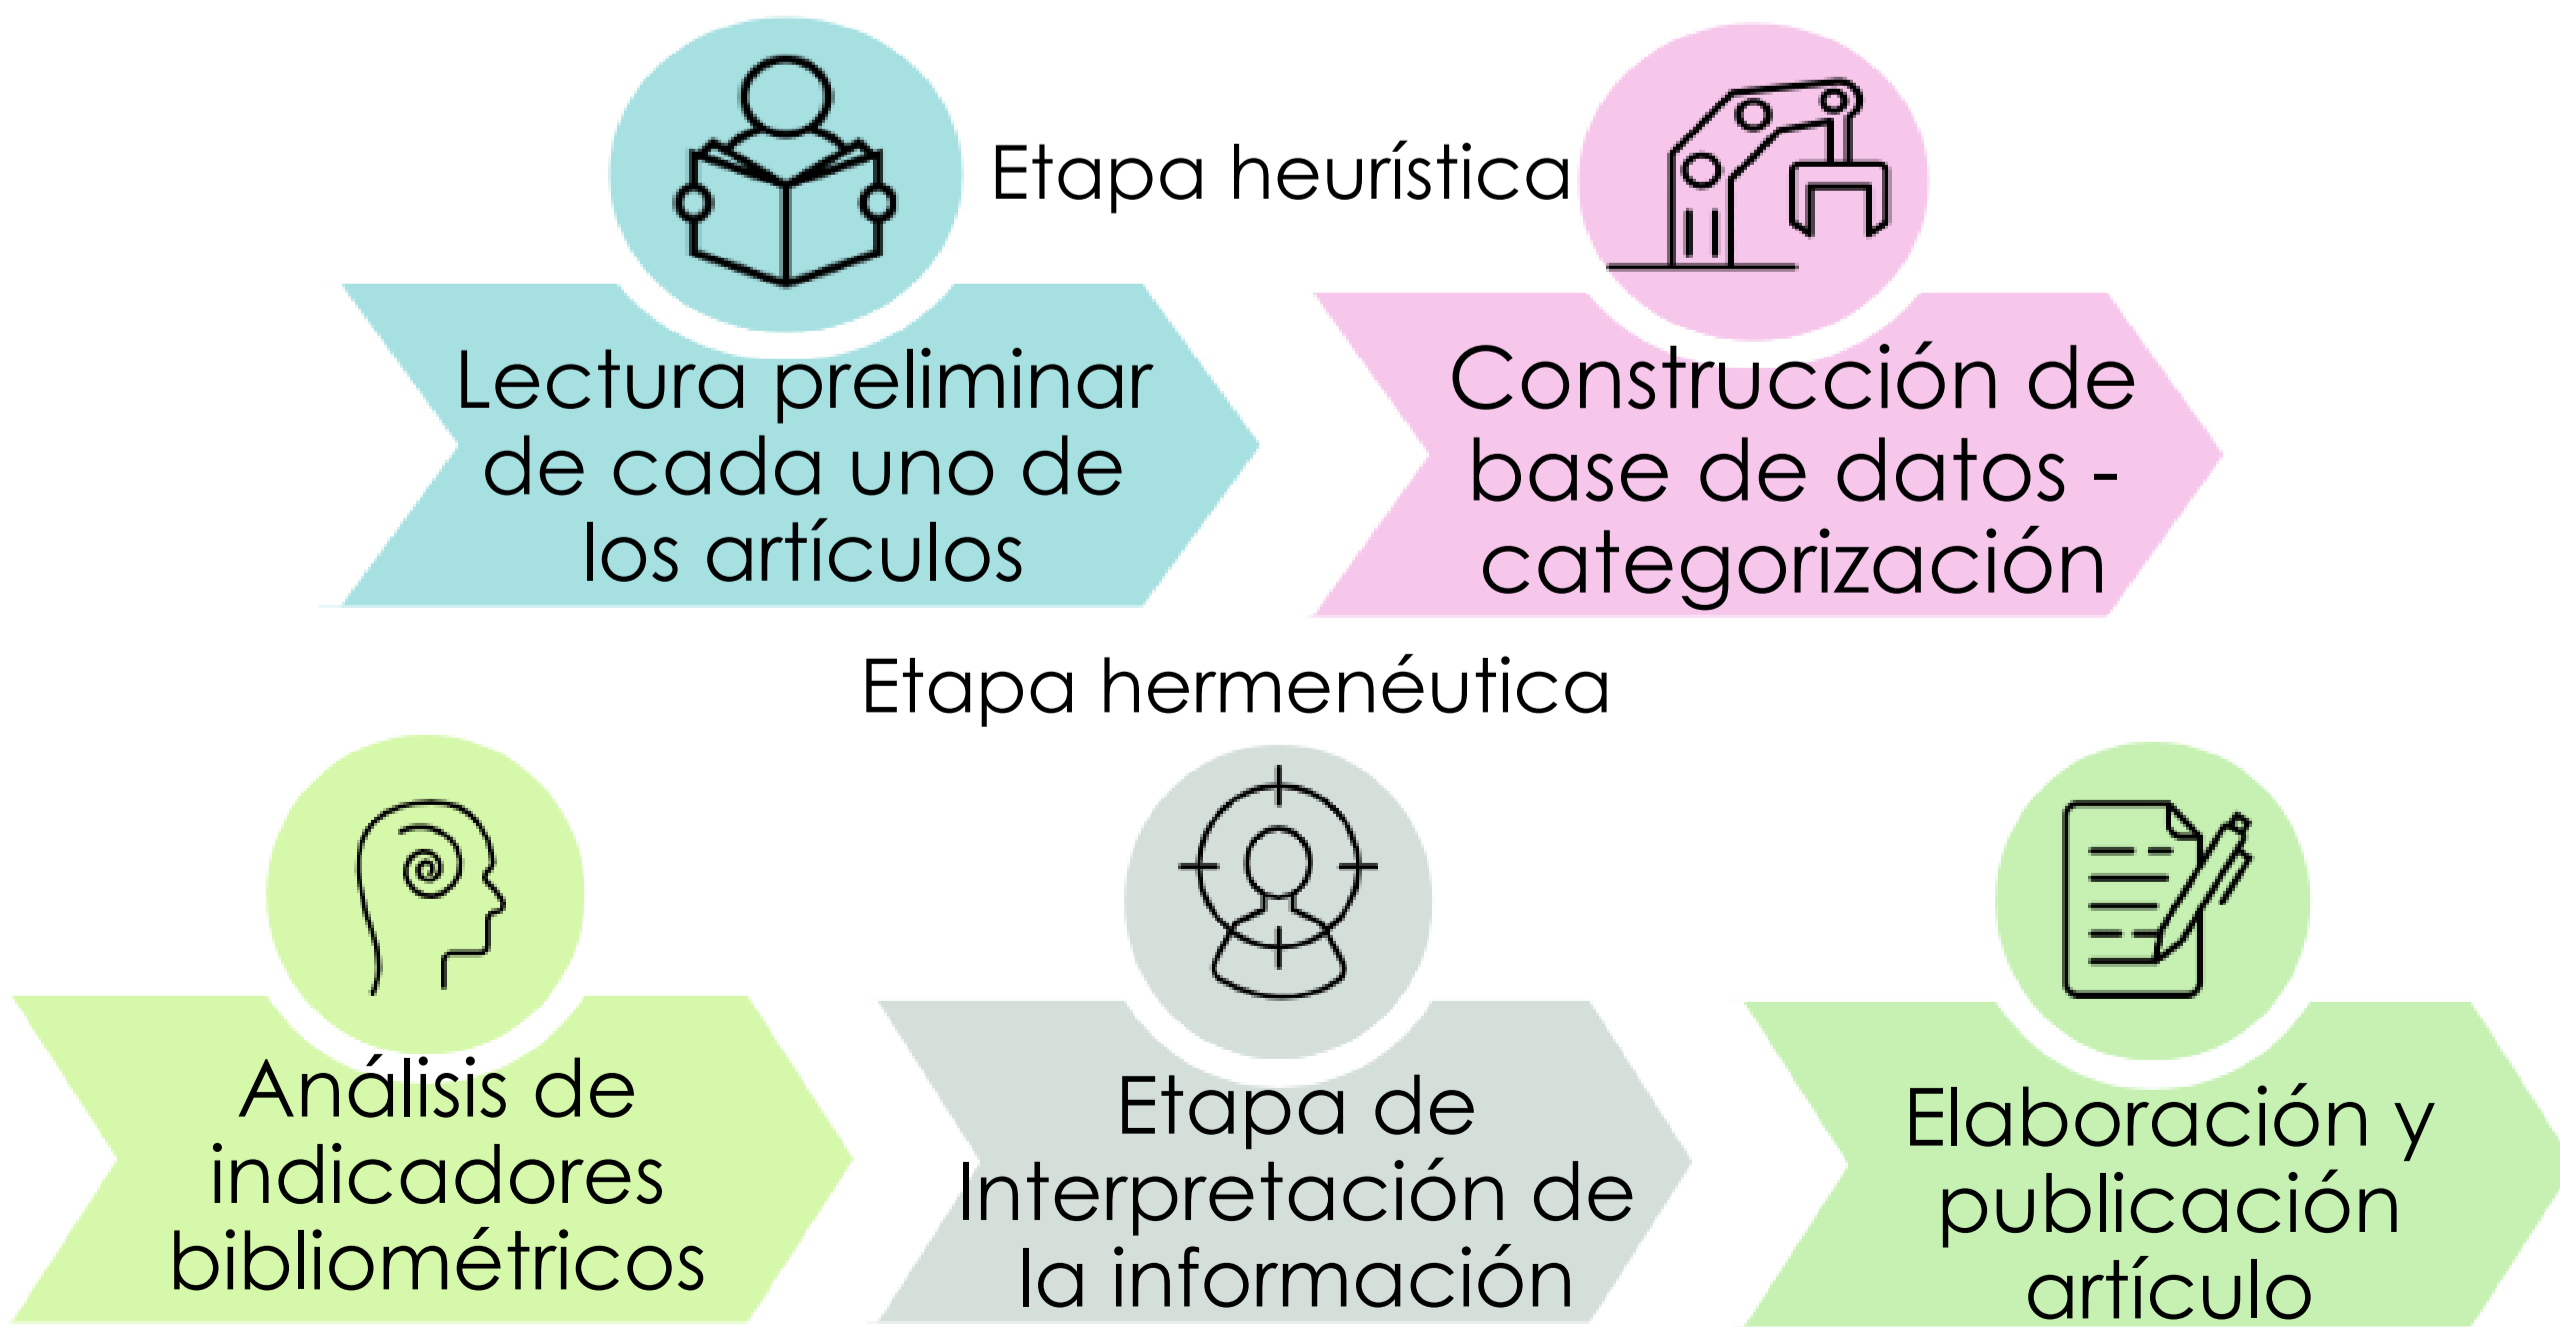 Etapa heurística
Lectura preliminar
de cada uno de
los artículos
Construcción de
base de datos -
categorización
Etapa hermenéutica
Análisis de
indicadores
bibliométricos
Etapa de
Interpretación de
la información
Elaboración y
publicación
artículo